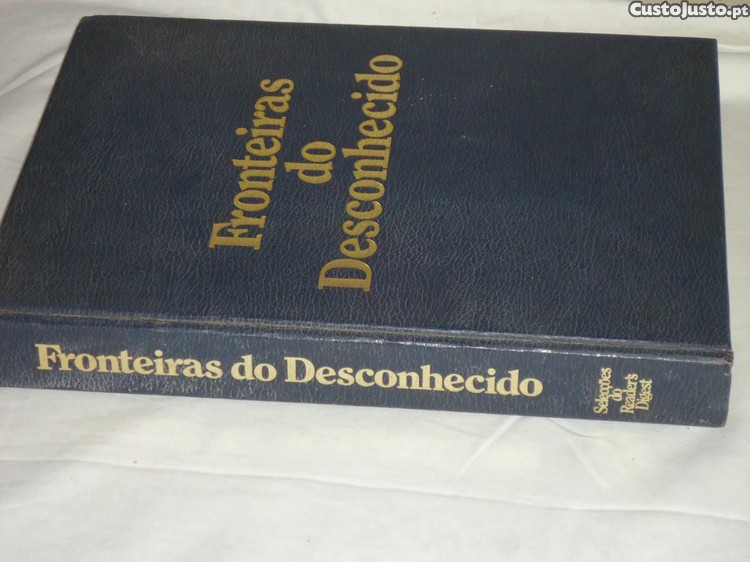 CustoJusto.pt
Fronteiras
do
Desconhecido
Fronteiras do Desconhecido
Selecções
do
Reader's
Digest